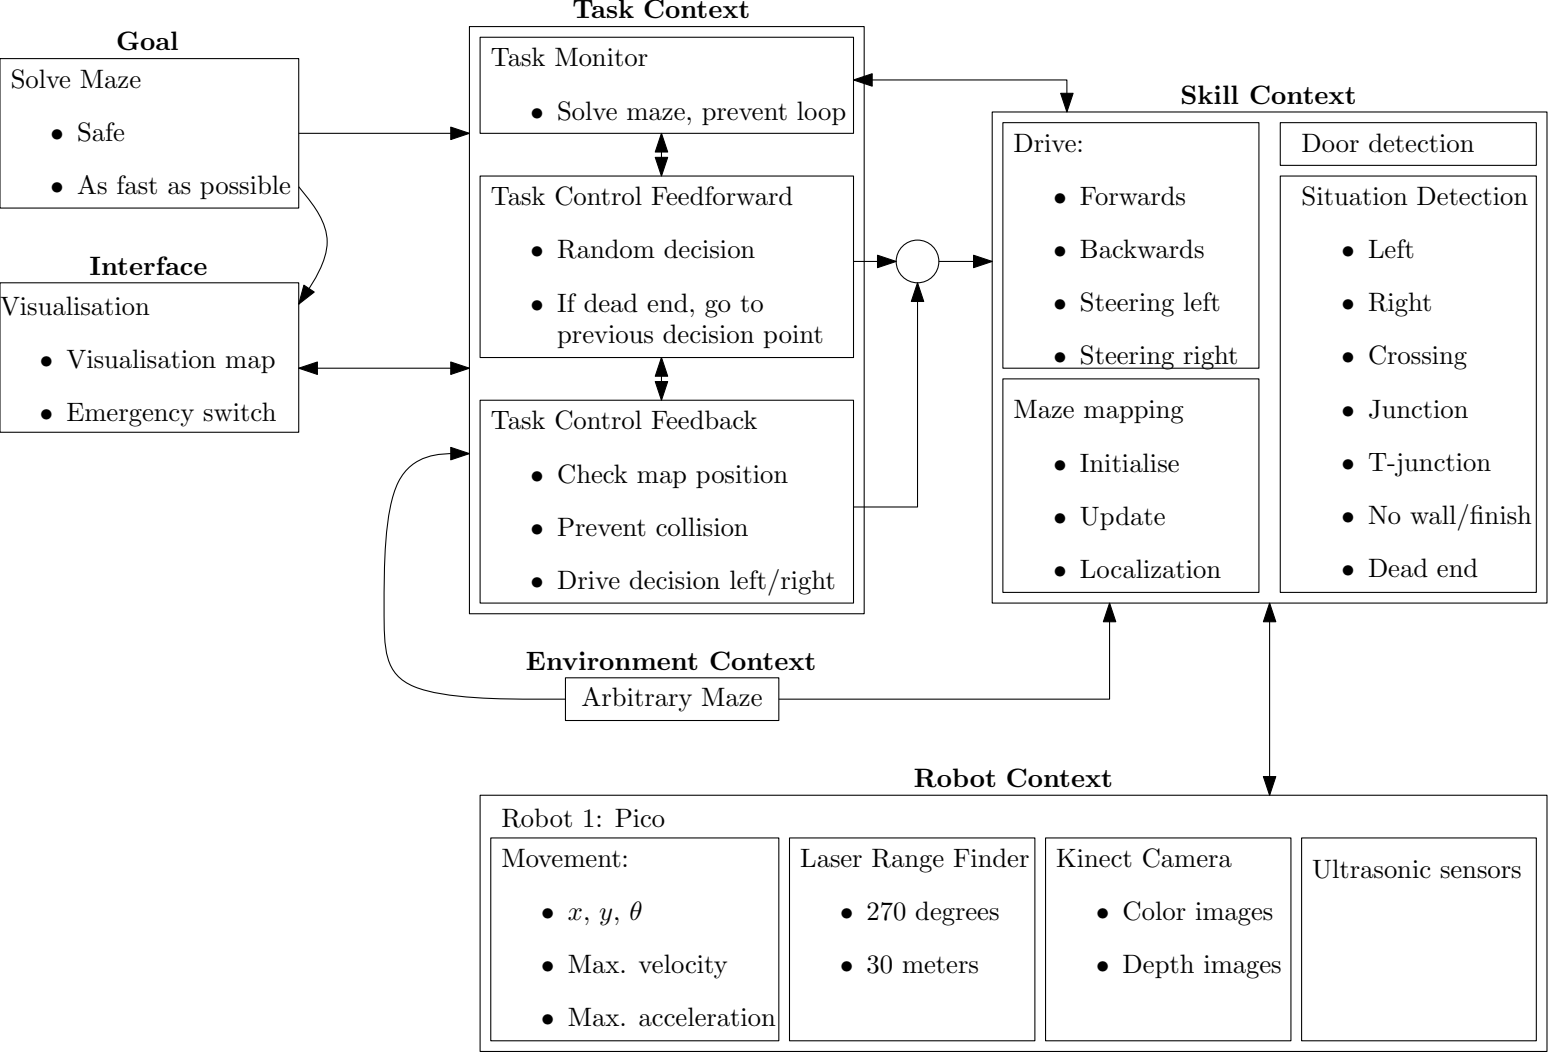 Goal
Solve Maze
• Safe
• As fast as possible
Interface
Visualisation
• Visualisation map
• Emergency switch
Task Context
Task Monitor
• Solve maze, prevent loop
Task Control Feedforward
• Random decision
• If dead end, go to
previous decision point
Task Control Feedback
• Check map position
• Prevent collision
• Drive decision left/right
Skill Context
Drive:
• Forwards
• Backwards
• Steering left
• Steering right
Maze mapping
• Initialise
• Update
• Localization
Door detection
Situation Detection
• Left
• Right
• Crossing
• Junction
• T-junction
• No wall/finish
• Dead end
Environment Context
Arbitrary Maze
Robot Context
Robot 1: Pico
Movement:
• x, y, θ
• Max. velocity
• Max. acceleration
Laser Range Finder
• 270 degrees
• 30 meters
Kinect Camera
• Color images
• Depth images
Ultrasonic sensors